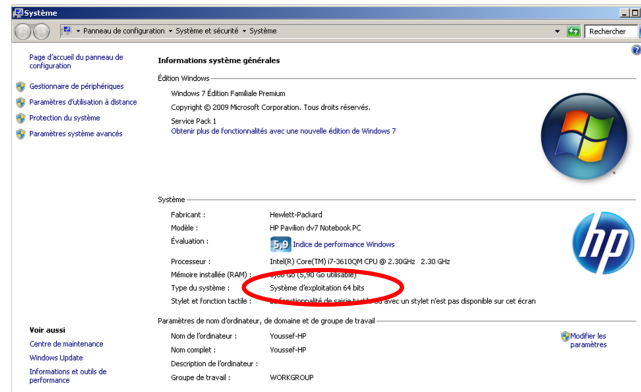 Système
Panneau de configuration Système et sécurité Système
Rechercher
Page d'accueil du panneau de configuration
Gestionnaire de périphériques
Paramètres d'utilisation à distance
Protection du système
Paramètres système avancés
Informations système générales
Édition Windows
Windows 7 Édition Familiale Premium
Copyright © 2009 Microsoft Corporation. Tous droits réservés.
Service Pack 1
Obtenir plus de fonctionnalités avec une nouvelle édition de Windows 7
Système
Fabricant : Hewlett-Packard
Modèle : HP Pavilion dv7 Notebook PC
Évaluation : 5,9 Indice de performance Windows
Processeur : Intel(R) Core(TM) i7-3610QM CPU @ 2.30GHz 2.30 GHz
Mémoire installée (RAM) : Go (5,90 Go utilisable)
Type du système : Système d'exploitation 64 bits
Stylet et fonction tactile : La fonctionnalité de saisie tactile ou avec un stylet n'est pas disponible sur cet écran
hp
Paramètres de nom d'ordinateur, de domaine et de groupe de travail
Nom de l'ordinateur : Youssef-HP
Nom complet : Youssef-HP
Description de l'ordinateur :
Groupe de travail : WORKGROUP
Modifier les
paramètres
Voir aussi
Centre de maintenance
Windows Update
Informations et outils de
performance